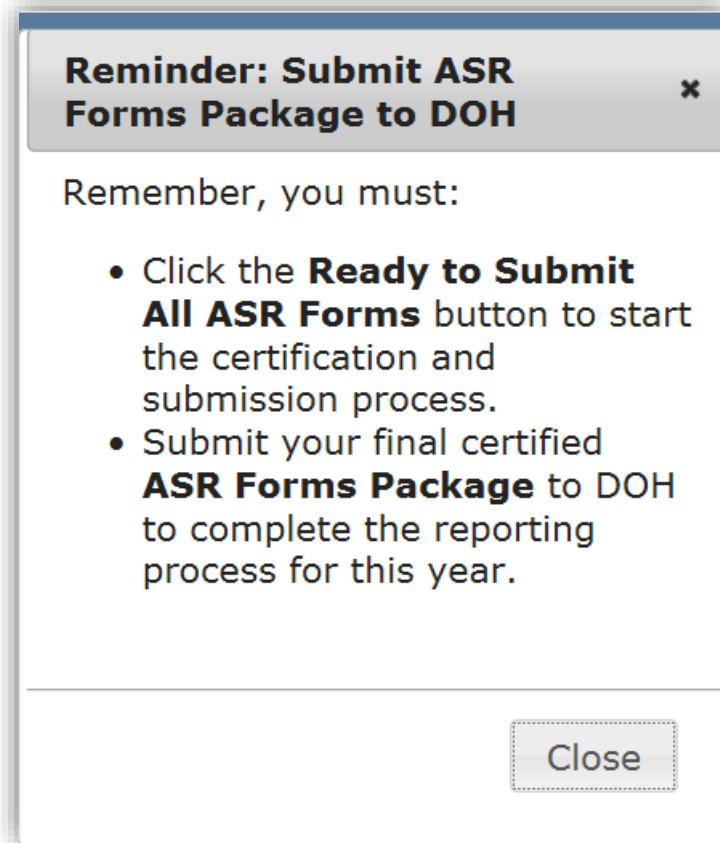 Reminder: Submit ASR
Forms Package to DOH
Remember, you must:
• Click the Ready to Submit
All ASR Forms button to start
the certification and
submission process.
• Submit your final certified
ASR Forms Package to DOH
to complete the reporting
process for this year.
Close